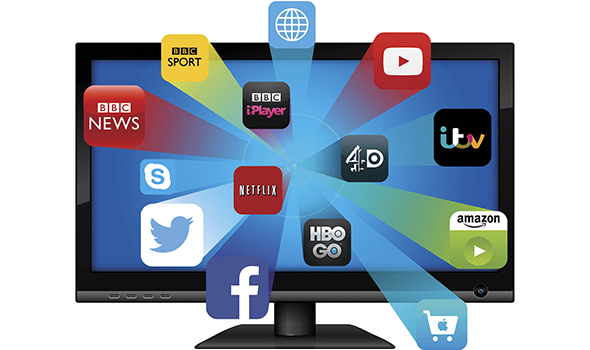 BBC
SPORT
BBC
NEWS
BBC
iPlayer
itv
4oD
S
NETFLIX
amazon
HBO
GO
f